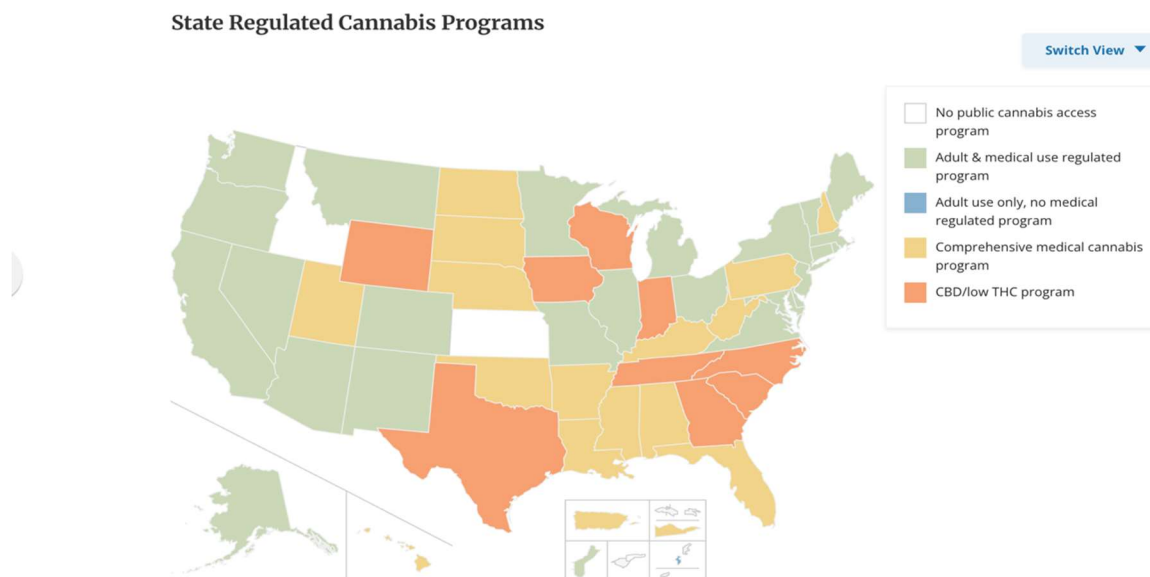 State Regulated Cannabis Programs
Switch View
No public cannabis access
program
Adult & medical use regulated
program
Adult use only, no medical
regulated program
Comprehensive medical cannabis
program
CBD/low THC program